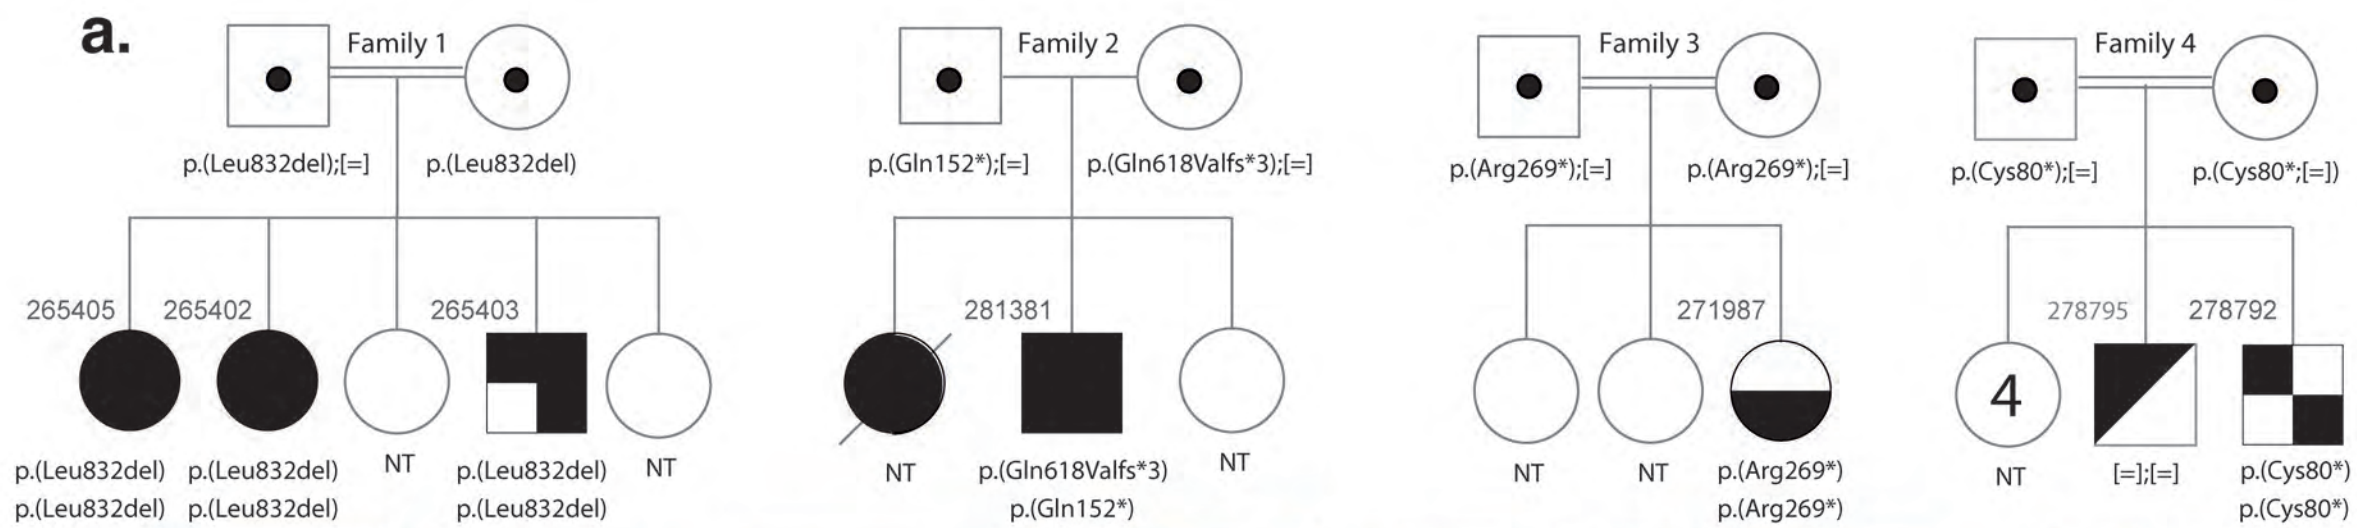 a.
Family 1
Family 2
Family 3
Family 4
p.(Leu832del);[=]
p.(Leu832del)
p.(Gln152*);[=]
p.(Gln618Valfs*3);[=]
p.(Arg269*);[=]
p.(Arg269*);[=]
p.(Cys80*);[=]
p.(Cys80*;[=])
265405
265402
265403
281381
271987
278795
278792
4
p.(Leu832del)
p.(Leu832del)
p.(Leu832del)
p.(Leu832del)
NT
p.(Leu832del)
p.(Leu832del)
NT
NT
p.(Gln618Valfs*3)
p.(Gln152*)
NT
NT
NT
p.(Arg269*)
p.(Arg269*)
NT
[=];[=]
p.(Cys80*)
p.(Cys80*)